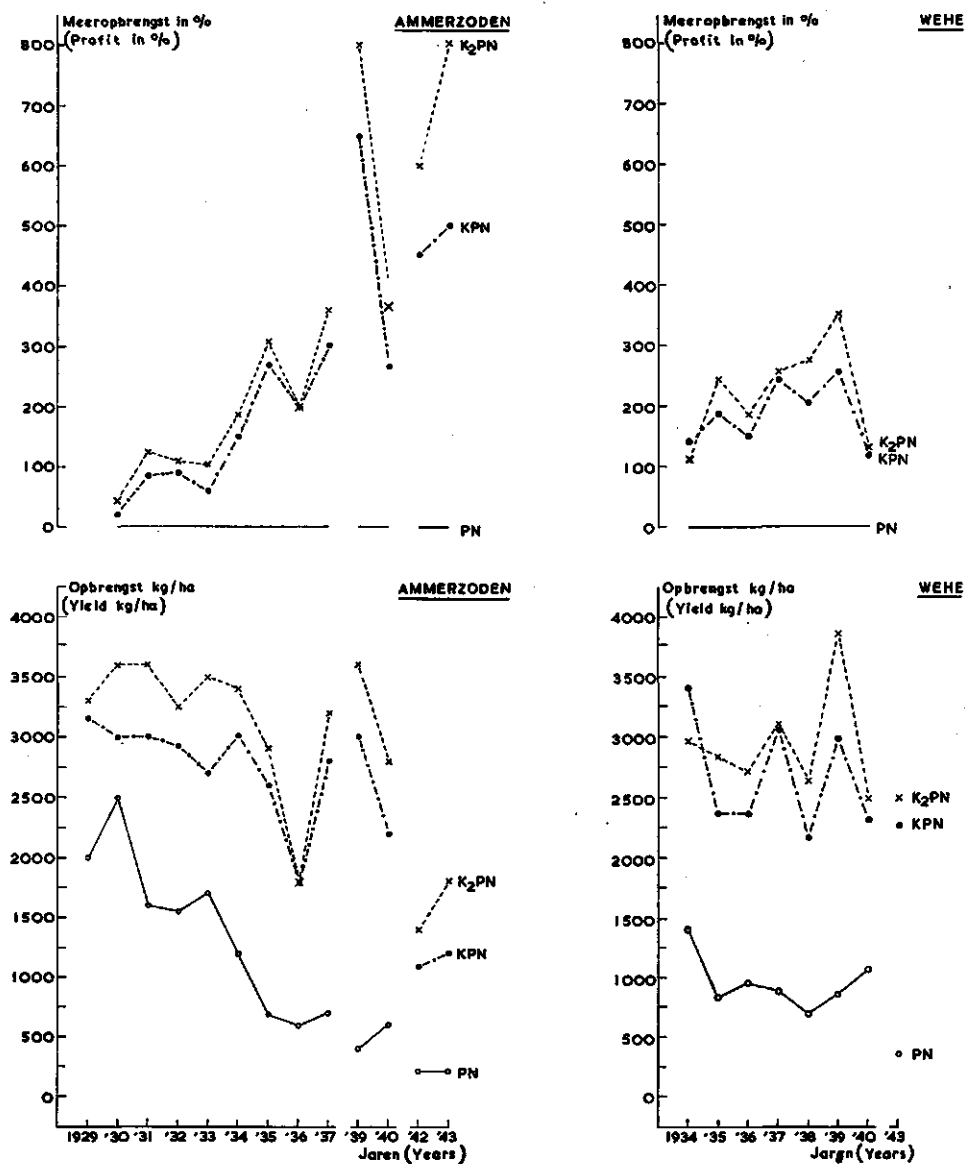 Meeropbrengst in %
(Profit in %)
AMMERZODEN
800
700
600
500
400
300
200
100
0
K2PN
KPN
PN
Meeropbrengst in %
(Profit in %)
WEHE
800
700
600
500
400
300
200
100
0
K2PN
KPN
PN
Opbrengst kg/ha
(Yield kg/ha)
AMMERZODEN
4000
3500
3000
2500
2000
1500
1000
500
0
K2PN
KPN
PN
1929 '30 '31 '32 '33 '34 '35 '36 '37 '39 '40 '42 '43
Jaren (Years)
Opbrengst kg/ha
(Yield kg/ha)
WEHE
4000
3500
3000
2500
2000
1500
1000
500
0
K2PN
KPN
PN
1934 '35 '36 '37 '38 '39 '40 '43
Jaren (Years)